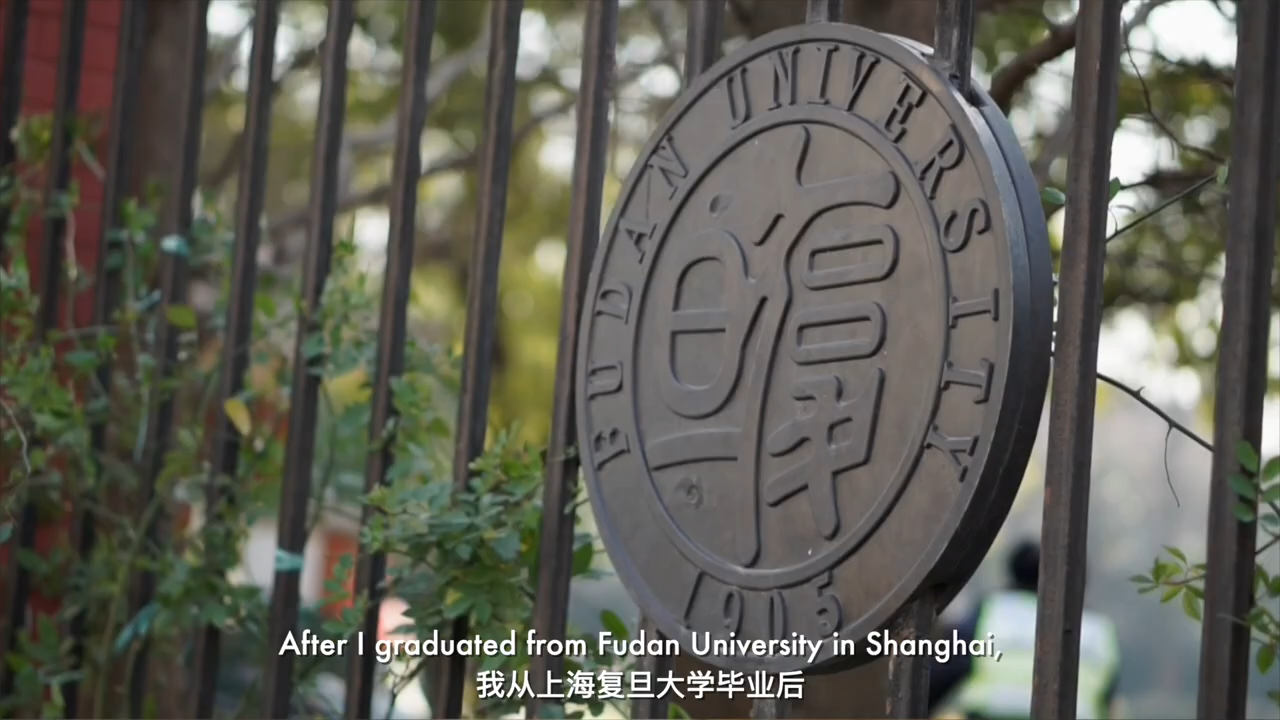 BUDAN UNIVERSITY
1905
After I graduated from Fudan University in Shanghai,
我从上海复旦大学毕业后